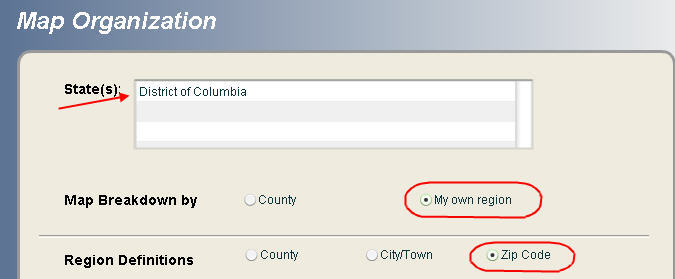 Map Organization
State(s): District of Columbia
Map Breakdown by County My own region
Region Definitions County City/Town Zip Code